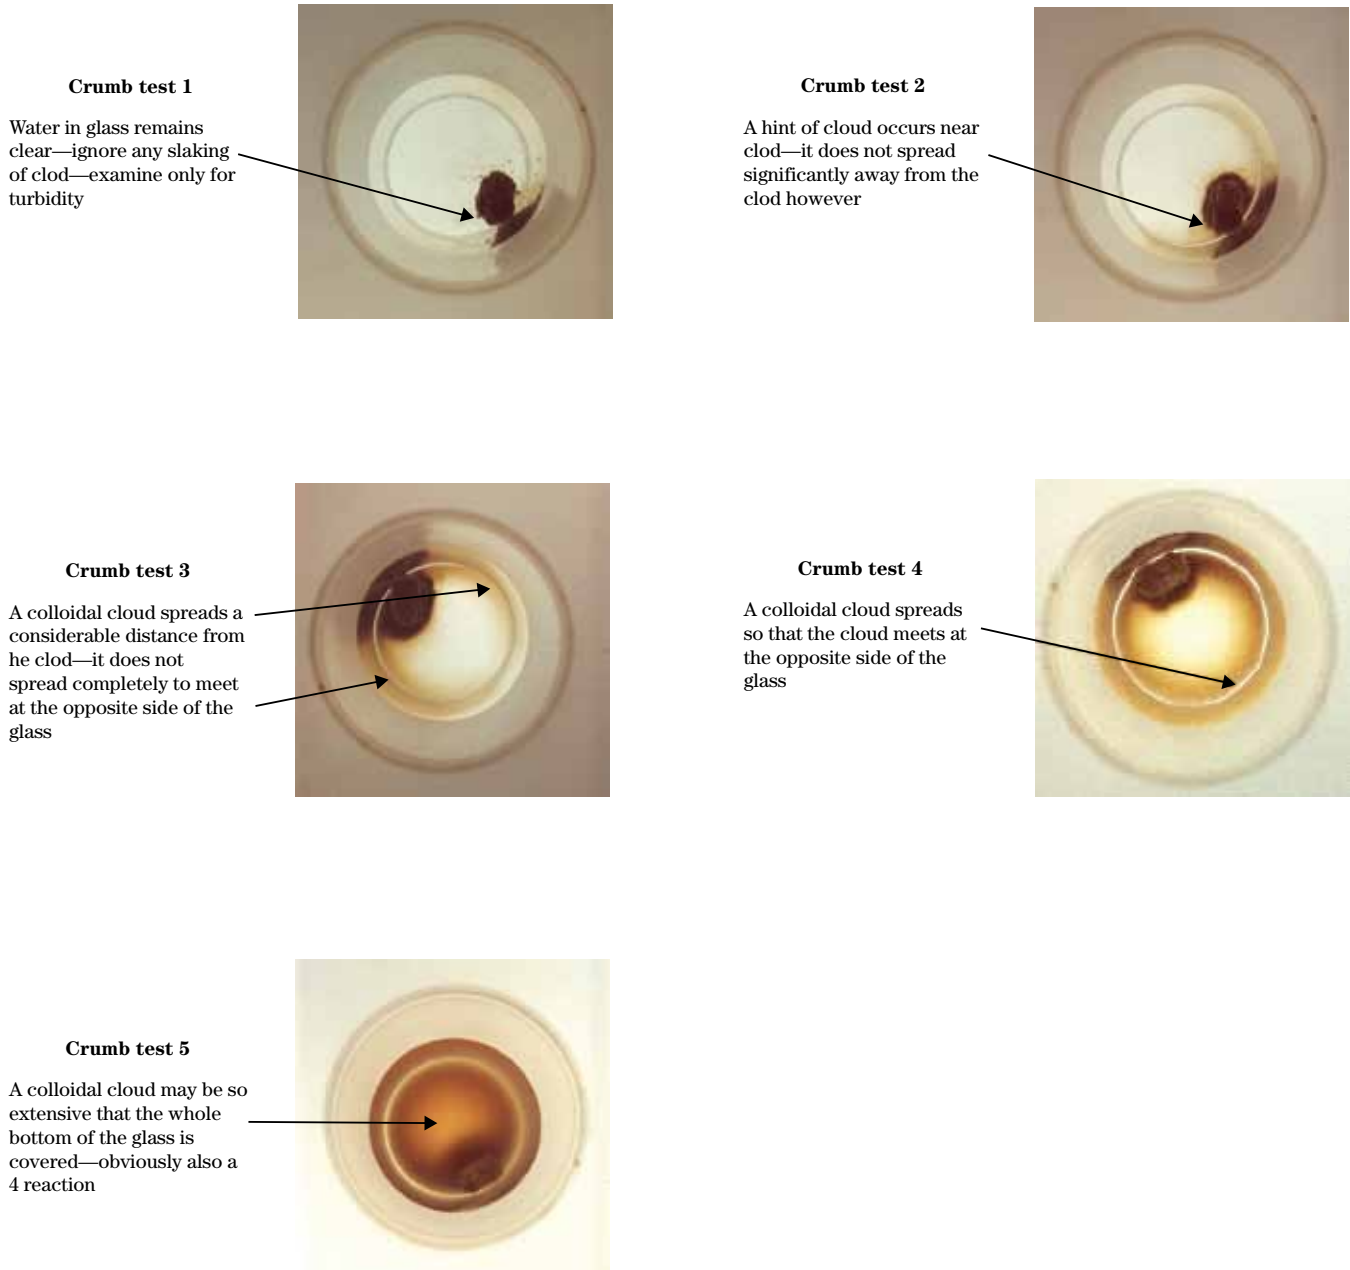 Crumb test 1
Water in glass remains
clear—ignore any slaking
of clod—examine only for
turbidity
Crumb test 2
A hint of cloud occurs near
clod—it does not spread
significantly away from the
clod however
Crumb test 3
A colloidal cloud spreads a
considerable distance from
he clod—it does not
spread completely to meet
at the opposite side of the
glass
Crumb test 4
A colloidal cloud spreads
so that the cloud meets at
the opposite side of the
glass
Crumb test 5
A colloidal cloud may be so
extensive that the whole
bottom of the glass is
covered—obviously also a
4 reaction